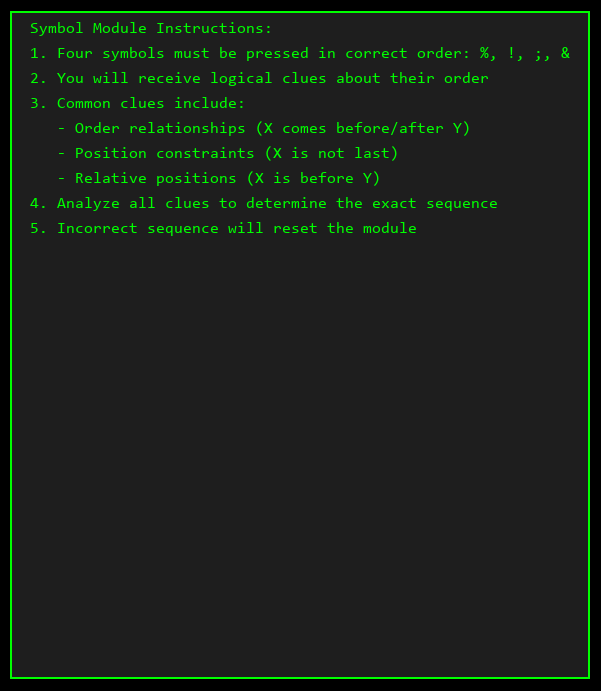 Symbol Module Instructions:
1. Four symbols must be pressed in correct order: %, !, ;, &
2. You will receive logical clues about their order
3. Common clues include:
- Order relationships (X comes before/after Y)
- Position constraints (X is not last)
- Relative positions (X is before Y)
4. Analyze all clues to determine the exact sequence
5. Incorrect sequence will reset the module